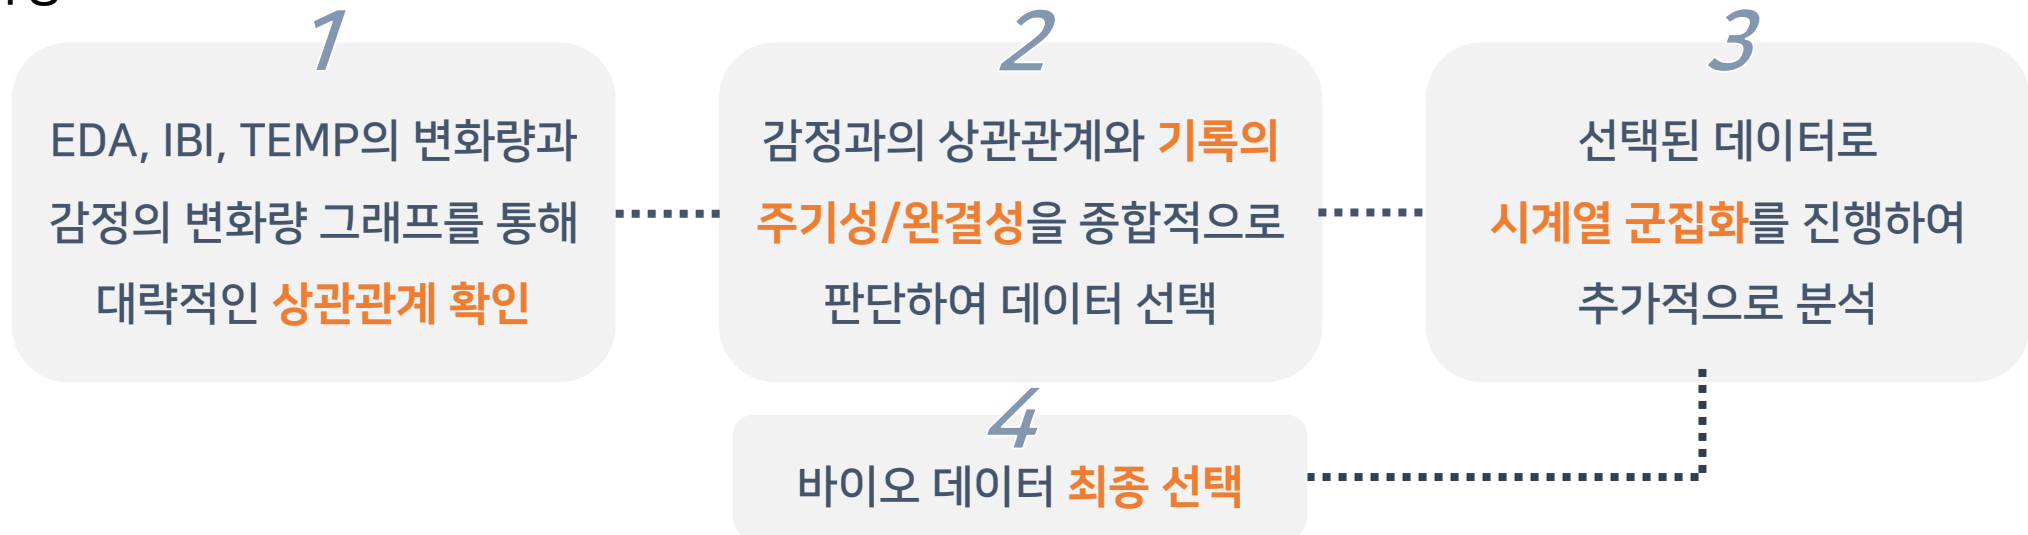 1
EDA, IBI, TEMP의 변화량과
감정의 변화량 그래프를 통해
대략적인 상관관계 확인
2
감정과의 상관관계와 기록의
주기성/완결성을 종합적으로
판단하여 데이터 선택
3
선택된 데이터로
시계열 군집화를 진행하여
추가적으로 분석
4
바이오 데이터 최종 선택